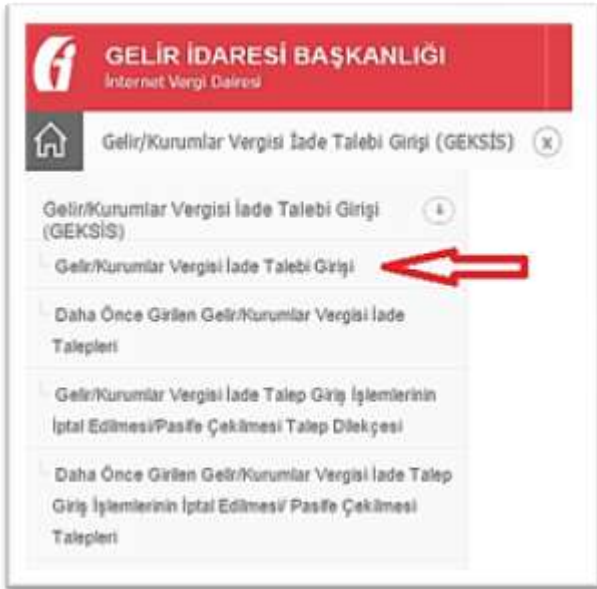 GELİR İDARESİ BAŞKANLIĞI
İnternet Vergi Dairesi
Gelir/Kurumlar Vergisi İade Talebi Girişi (GEKSİS)
Gelir/Kurumlar Vergisi İade Talebi Girişi
(GEKSİS)
Gelir/Kurumlar Vergisi İade Talebi Girişi
Daha Önce Girilen Gelir/Kurumlar Vergisi İade
Talepleri
Gelir/Kurumlar Vergisi İade Talep Giriş İşlemlerinin
İptal Edilmesi/Pasife Çekilmesi Talep Dilekçesi
Daha Önce Girilen Gelir/Kurumlar Vergisi İade Talep
Giriş İşlemlerinin İptal Edilmesi/ Pasife Çekilmesi
Talepleri